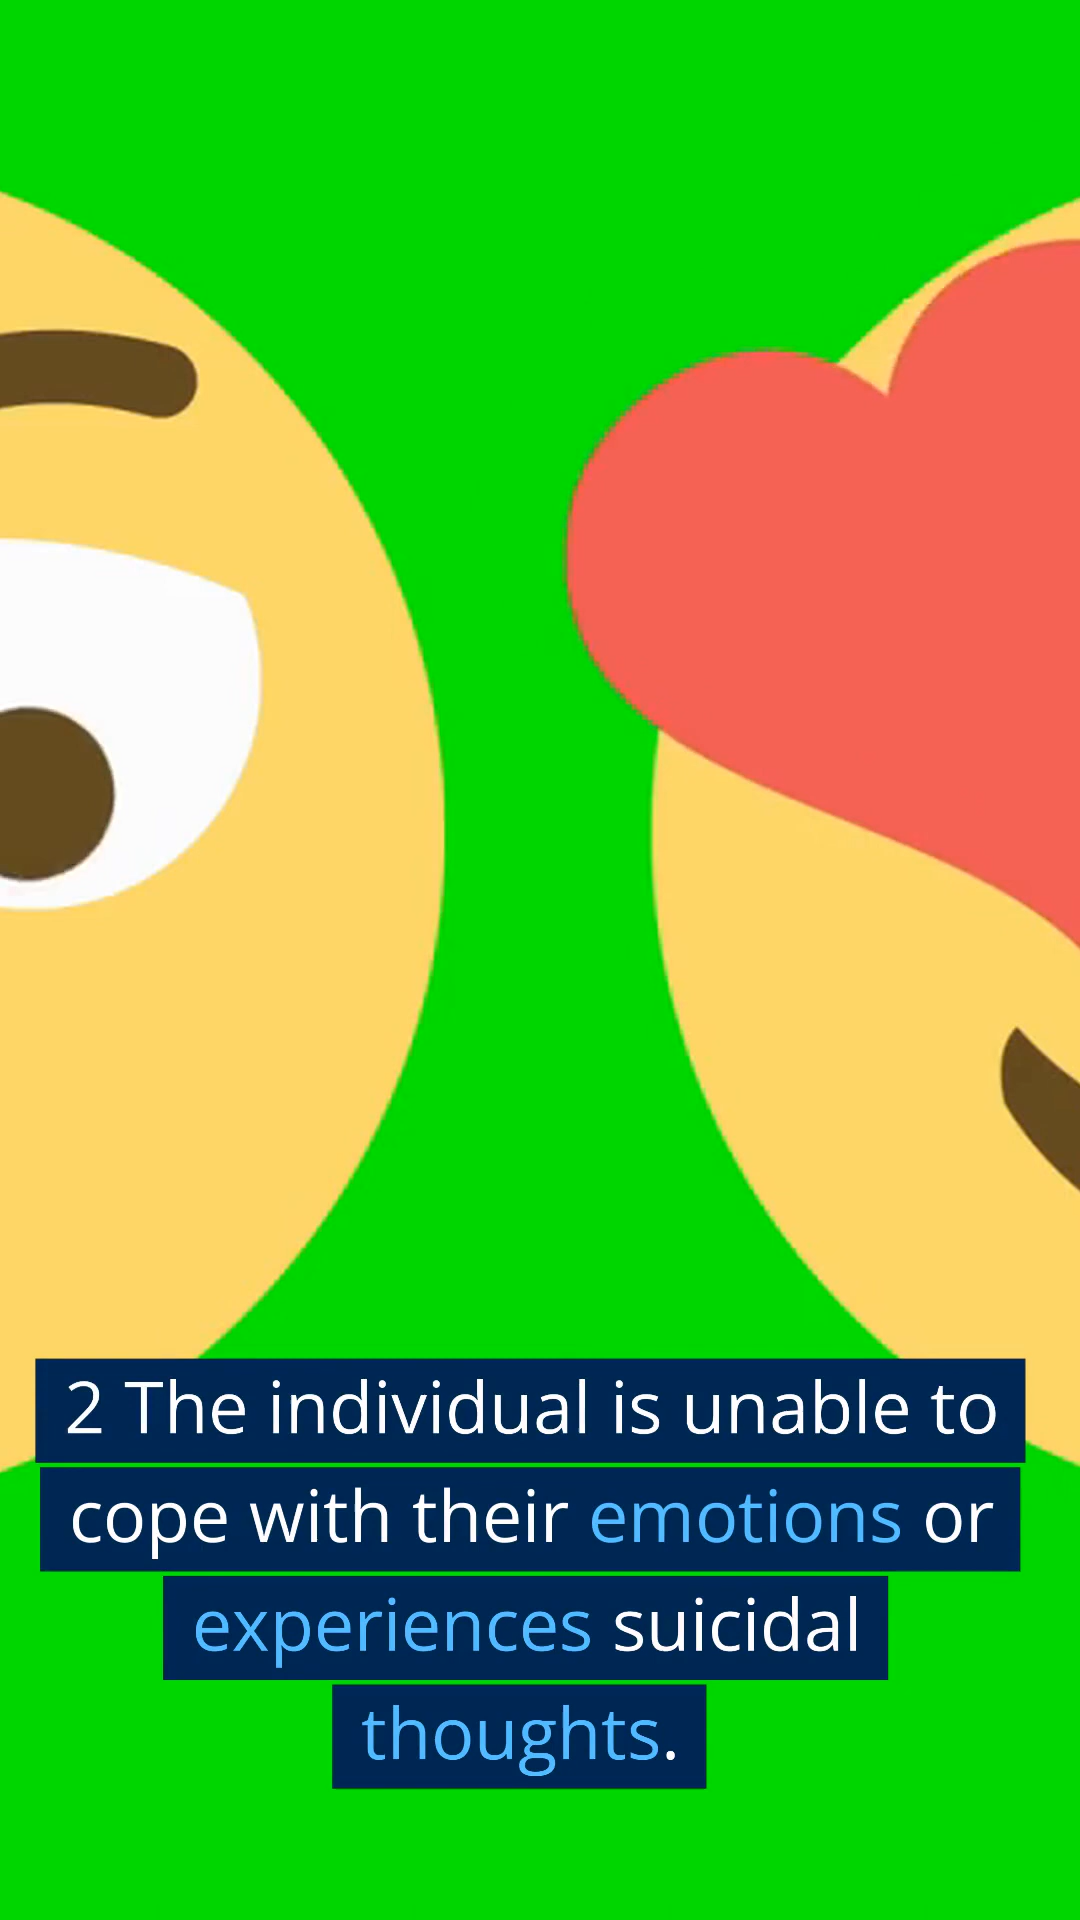 2 The individual is unable to
cope with their emotions or
experiences suicidal
thoughts.